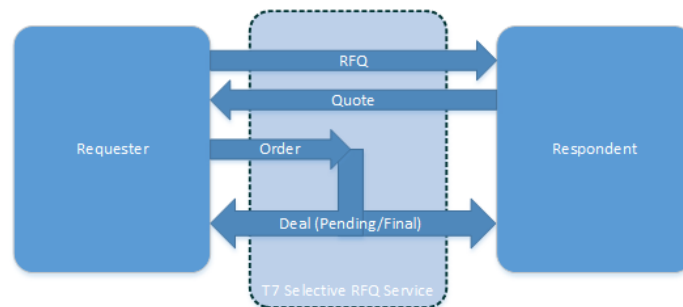 RFQ
Quote
Requester
Order
Respondent
Deal (Pending/Final)
T7 Selective RFQ Service